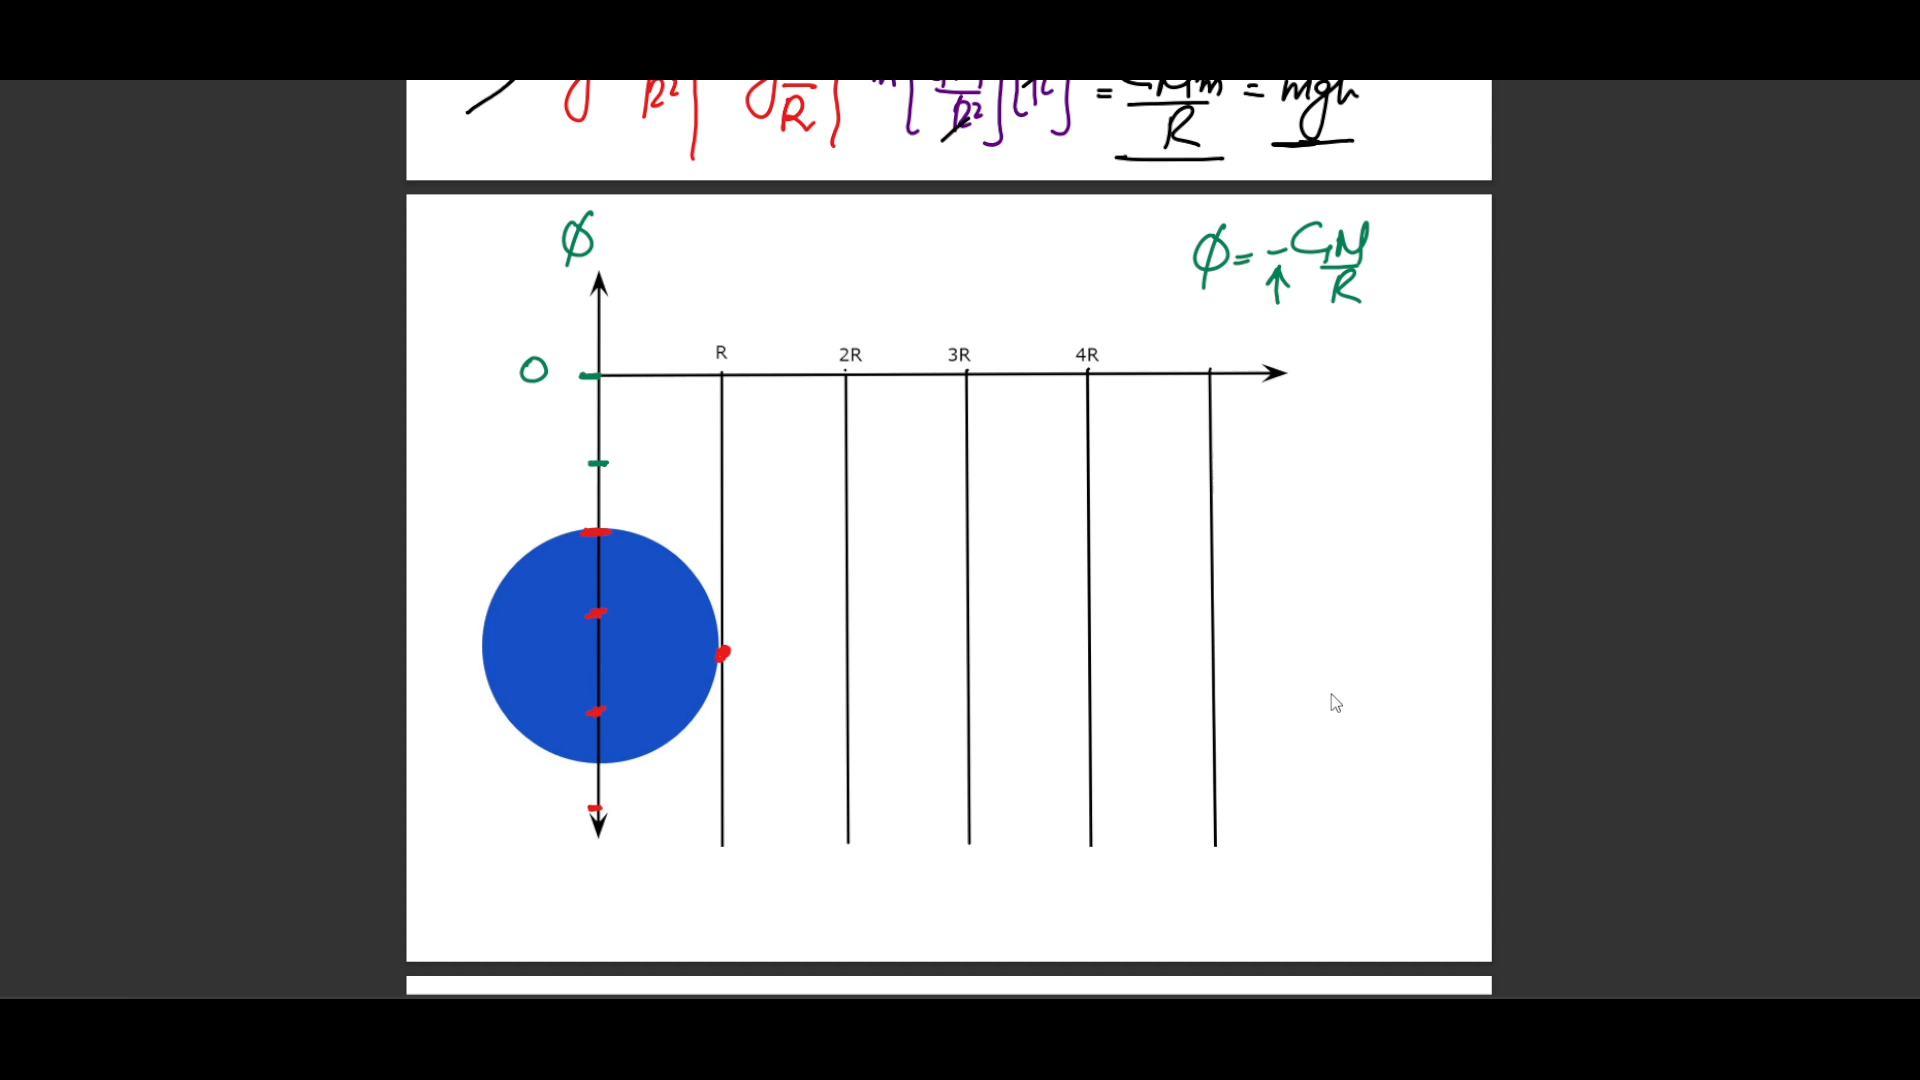 = GMm/R = mgh
ϕ
ϕ = -GM/R
↑
R 2R 3R 4R
0